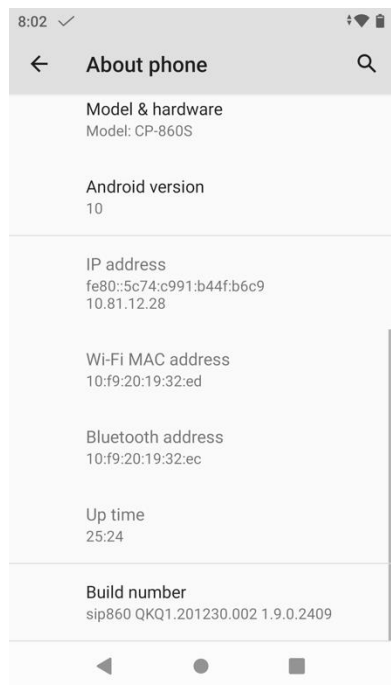 8:02
About phone
Model & hardware
Model: CP-860S
Android version
10
IP address
fe80::5c74:c991:b44f:b6c9
10.81.12.28
Wi-Fi MAC address
10:f9:20:19:32:ed
Bluetooth address
10:f9:20:19:32:ec
Up time
25:24
Build number
sip860 QKQ1.201230.002 1.9.0.2409